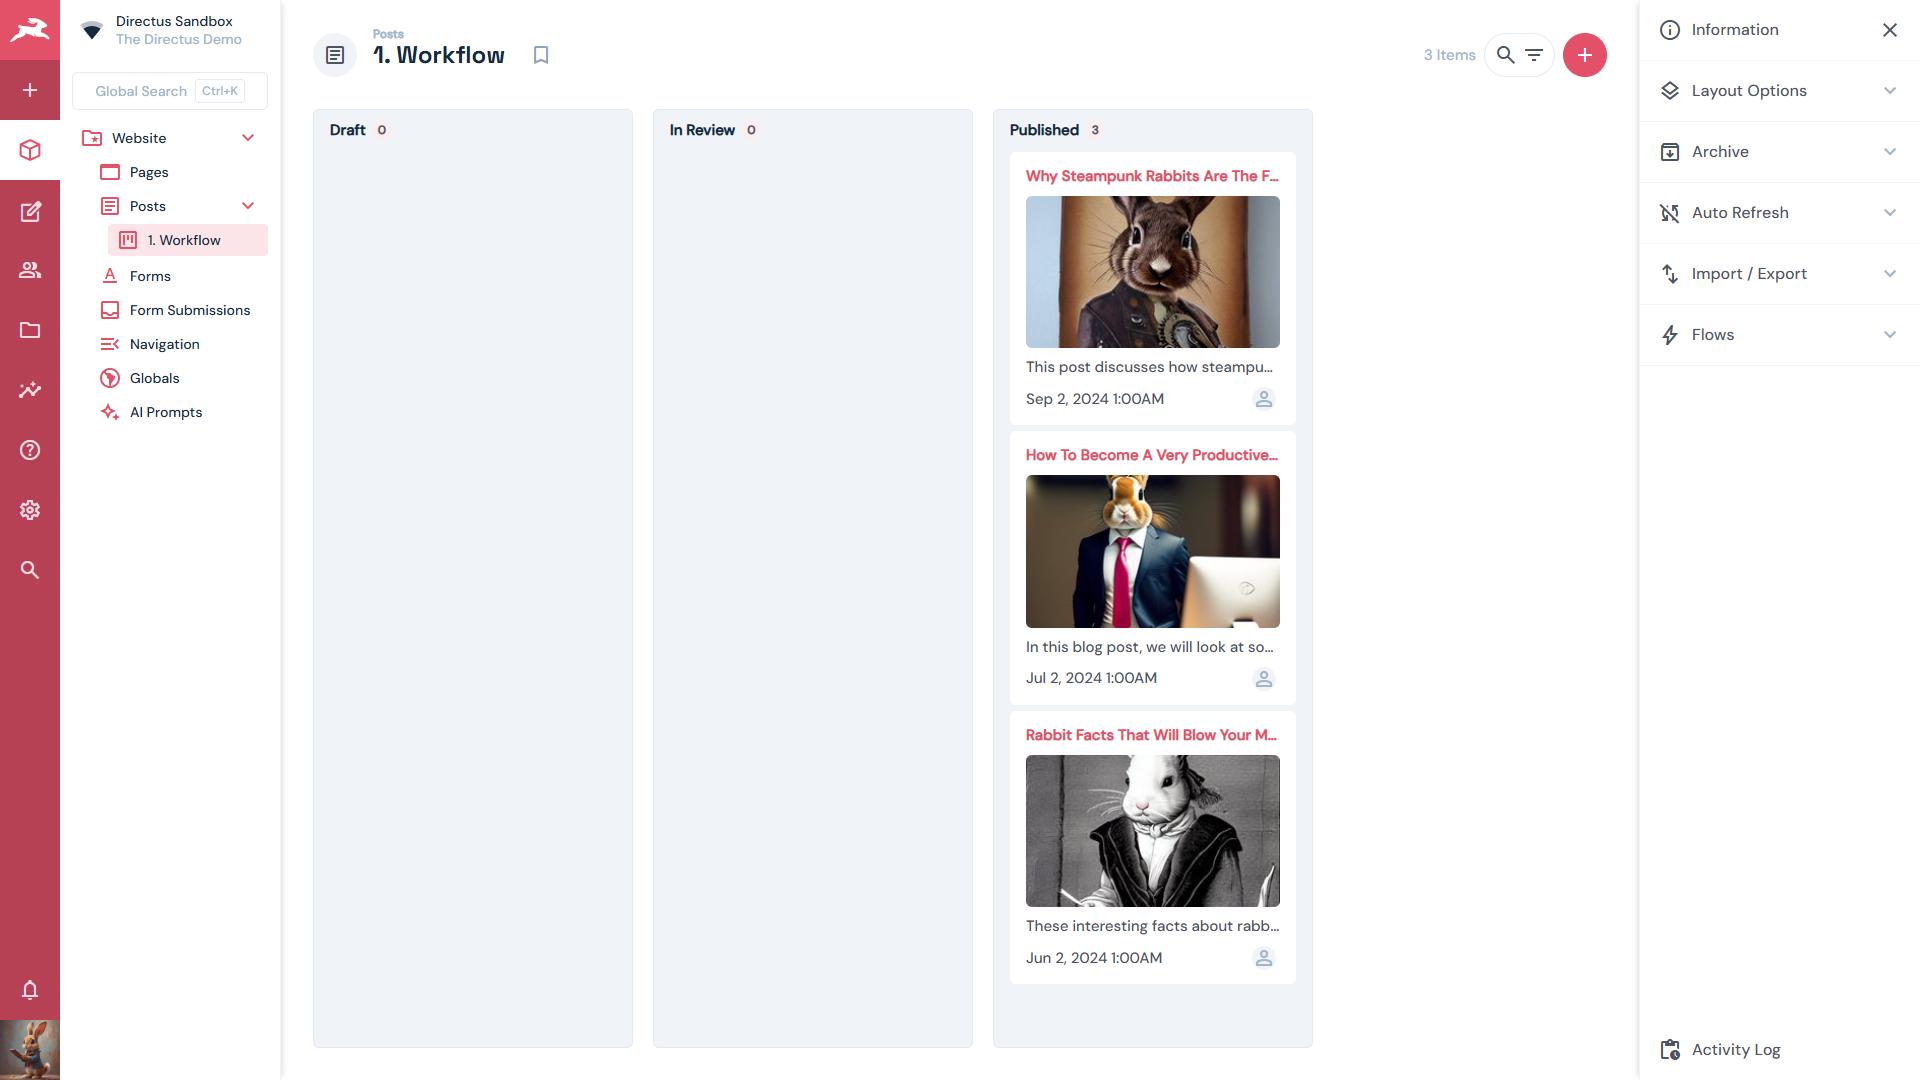 Directus Sandbox
The Directus Demo
Global Search Ctrl+K
Website
Pages
Posts
1. Workflow
Forms
Form Submissions
Navigation
Globals
AI Prompts
Posts
1. Workflow
3 Items
Draft 0
In Review 0
Published 3
Why Steampunk Rabbits Are The F...
This post discusses how steampu...
Sep 2, 2024 1:00AM
How To Become A Very Productive...
In this blog post, we will look at so...
Jul 2, 2024 1:00AM
Rabbit Facts That Will Blow Your M...
These interesting facts about rabb...
Jun 2, 2024 1:00AM
Information
Layout Options
Archive
Auto Refresh
Import / Export
Flows
Activity Log